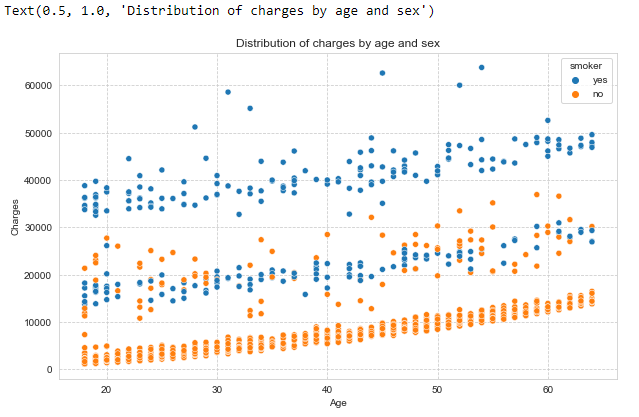 Text(0.5, 1.0, 'Distribution of charges by age and sex')
Distribution of charges by age and sex
smoker
yes
no
60000
50000
40000
30000
20000
10000
0
Charges
20 30 40 50 60
Age